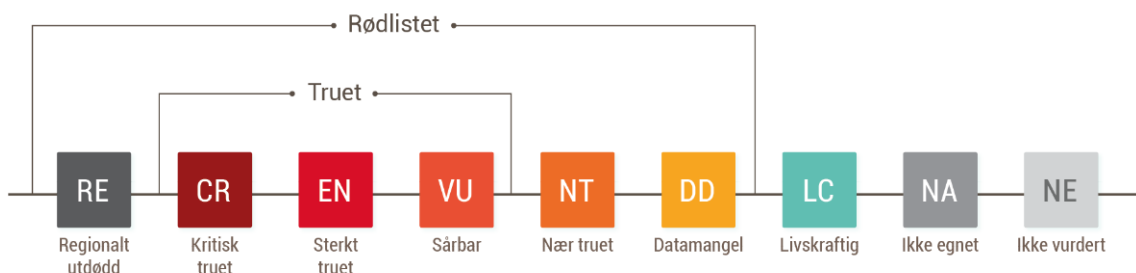 Rødlistet
Truet
RE
CR
EN
VU
NT
DD
LC
NA
NE
Regionalt
utdødd
Kritisk
truet
Sterkt
truet
Sårbar
Nær truet
Datamangel
Livskraftig
Ikke egnet
Ikke vurdert